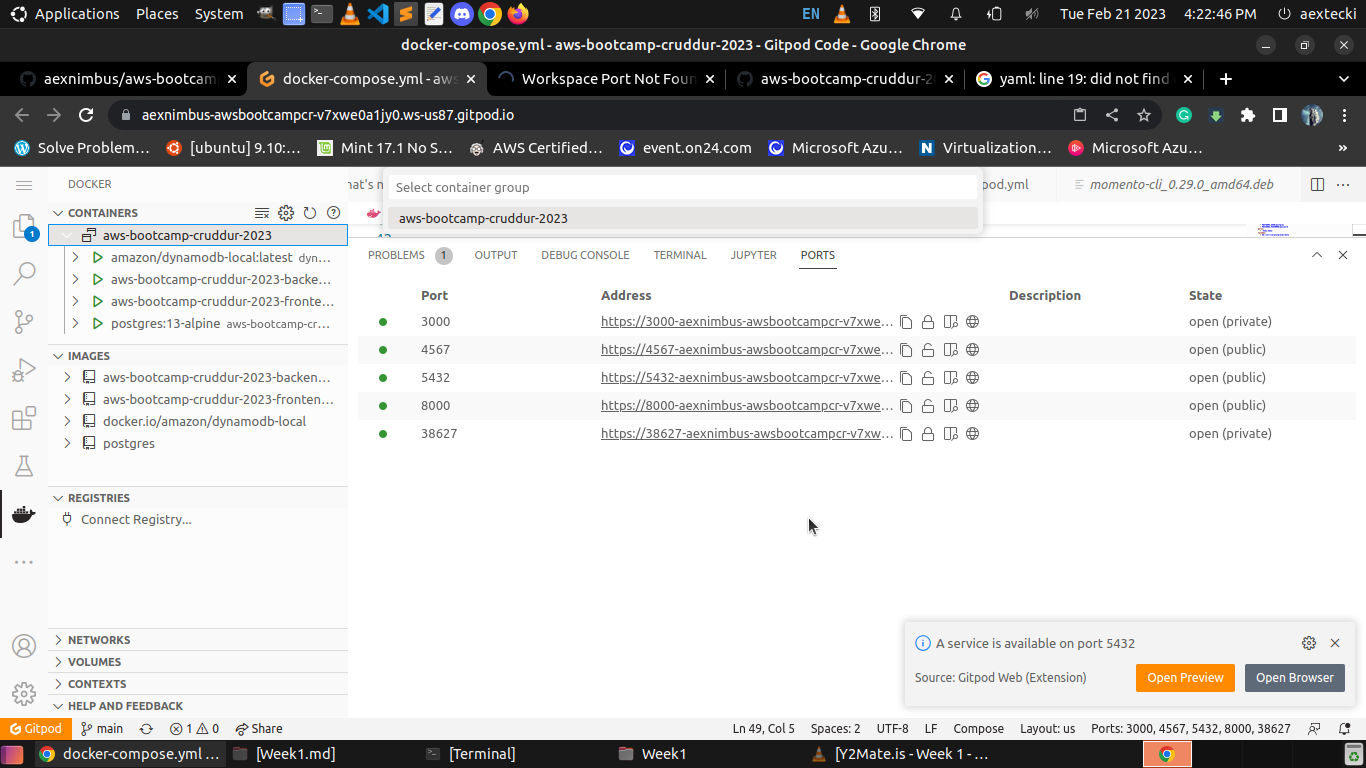 Applications Places System EN Tue Feb 21 2023 4:22:46 PM aextecki
docker-compose.yml - aws-bootcamp-cruddur-2023 - Gitpod Code - Google Chrome
aexnimbus/aws-bootcam docker-compose.yml - aws Workspace Port Not Foun aws-bootcamp-cruddur-2 yaml: line 19: did not find
aexnimbus-awsbootcampcr-v7xwe0a1jy0.ws-us87.gitpod.io
Solve Problem... [ubuntu] 9.10:... Mint 17.1 No S... AWS Certified... event.on24.com Microsoft Azu... Virtualization... Microsoft Azu... »
DOCKER
hat's n
pod.yml momento-cli_0.29.0_amd64.deb
Select container group
aws-bootcamp-cruddur-2023
CONTAINERS
aws-bootcamp-cruddur-2023
amazon/dynamodb-local:latest dyn...
aws-bootcamp-cruddur-2023-backe...
aws-bootcamp-cruddur-2023-fronte...
postgres:13-alpine aws-bootcamp-cr...
IMAGES
aws-bootcamp-cruddur-2023-backen...
aws-bootcamp-cruddur-2023-fronten...
docker.io/amazon/dynamodb-local
postgres
REGISTRIES
Connect Registry...
NETWORKS
VOLUMES
CONTEXTS
HELP AND FEEDBACK
1
PROBLEMS 1 OUTPUT DEBUG CONSOLE TERMINAL JUPYTER PORTS
Port Address Description State
3000 https://3000-aexnimbus-awsbootcampcr-v7xwe... open (private)
4567 https://4567-aexnimbus-awsbootcampcr-v7xwe... open (public)
5432 https://5432-aexnimbus-awsbootcampcr-v7xwe... open (public)
8000 https://8000-aexnimbus-awsbootcampcr-v7xwe... open (public)
38627 https://38627-aexnimbus-awsbootcampcr-v7xw... open (private)
A service is available on port 5432
Source: Gitpod Web (Extension) Open Preview Open Browser
Gitpod main 1 0 Share Ln 49, Col 5 Spaces: 2 UTF-8 LF Compose Layout: us Ports: 3000, 4567, 5432, 8000, 38627
docker-compose.yml ... [Week1.md] [Terminal] Week1 [Y2Mate.is - Week 1 - ...